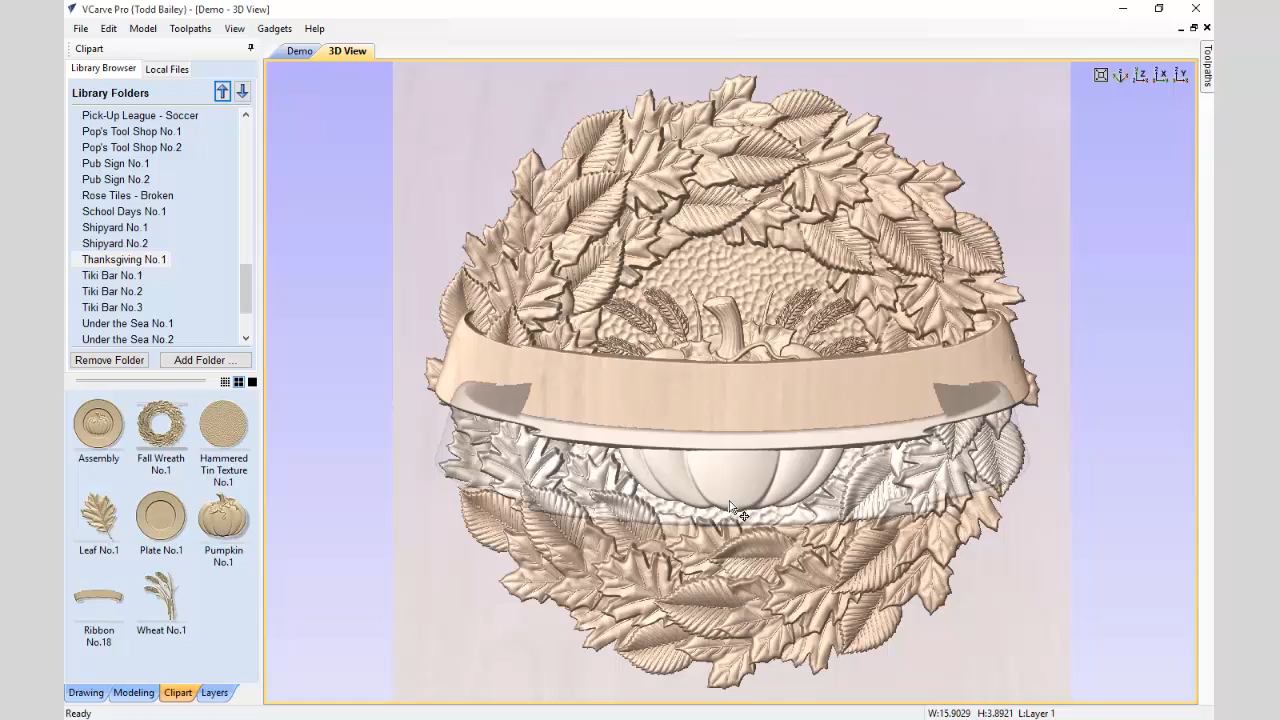 VCarve Pro (Todd Bailey) - [Demo - 3D View]
File Edit Model Toolpaths View Gadgets Help
Clipart
Library Browser Local Files
Library Folders
Pick-Up League - Soccer
Pop's Tool Shop No.1
Pop's Tool Shop No.2
Pub Sign No.1
Pub Sign No.2
Rose Tiles - Broken
School Days No.1
Shipyard No.1
Shipyard No.2
Thanksgiving No.1
Tiki Bar No.1
Tiki Bar No.2
Tiki Bar No.3
Under the Sea No.1
Under the Sea No.2
Remove Folder Add Folder ...
Assembly
Fall Wreath No.1
Hammered Tin Texture No.1
Leaf No.1
Plate No.1
Pumpkin No.1
Ribbon No.18
Wheat No.1
Drawing Modeling Clipart Layers
Demo 3D View
Z X Y
Toolpaths
Ready
W:15.9029 H:3.8921 L:Layer 1